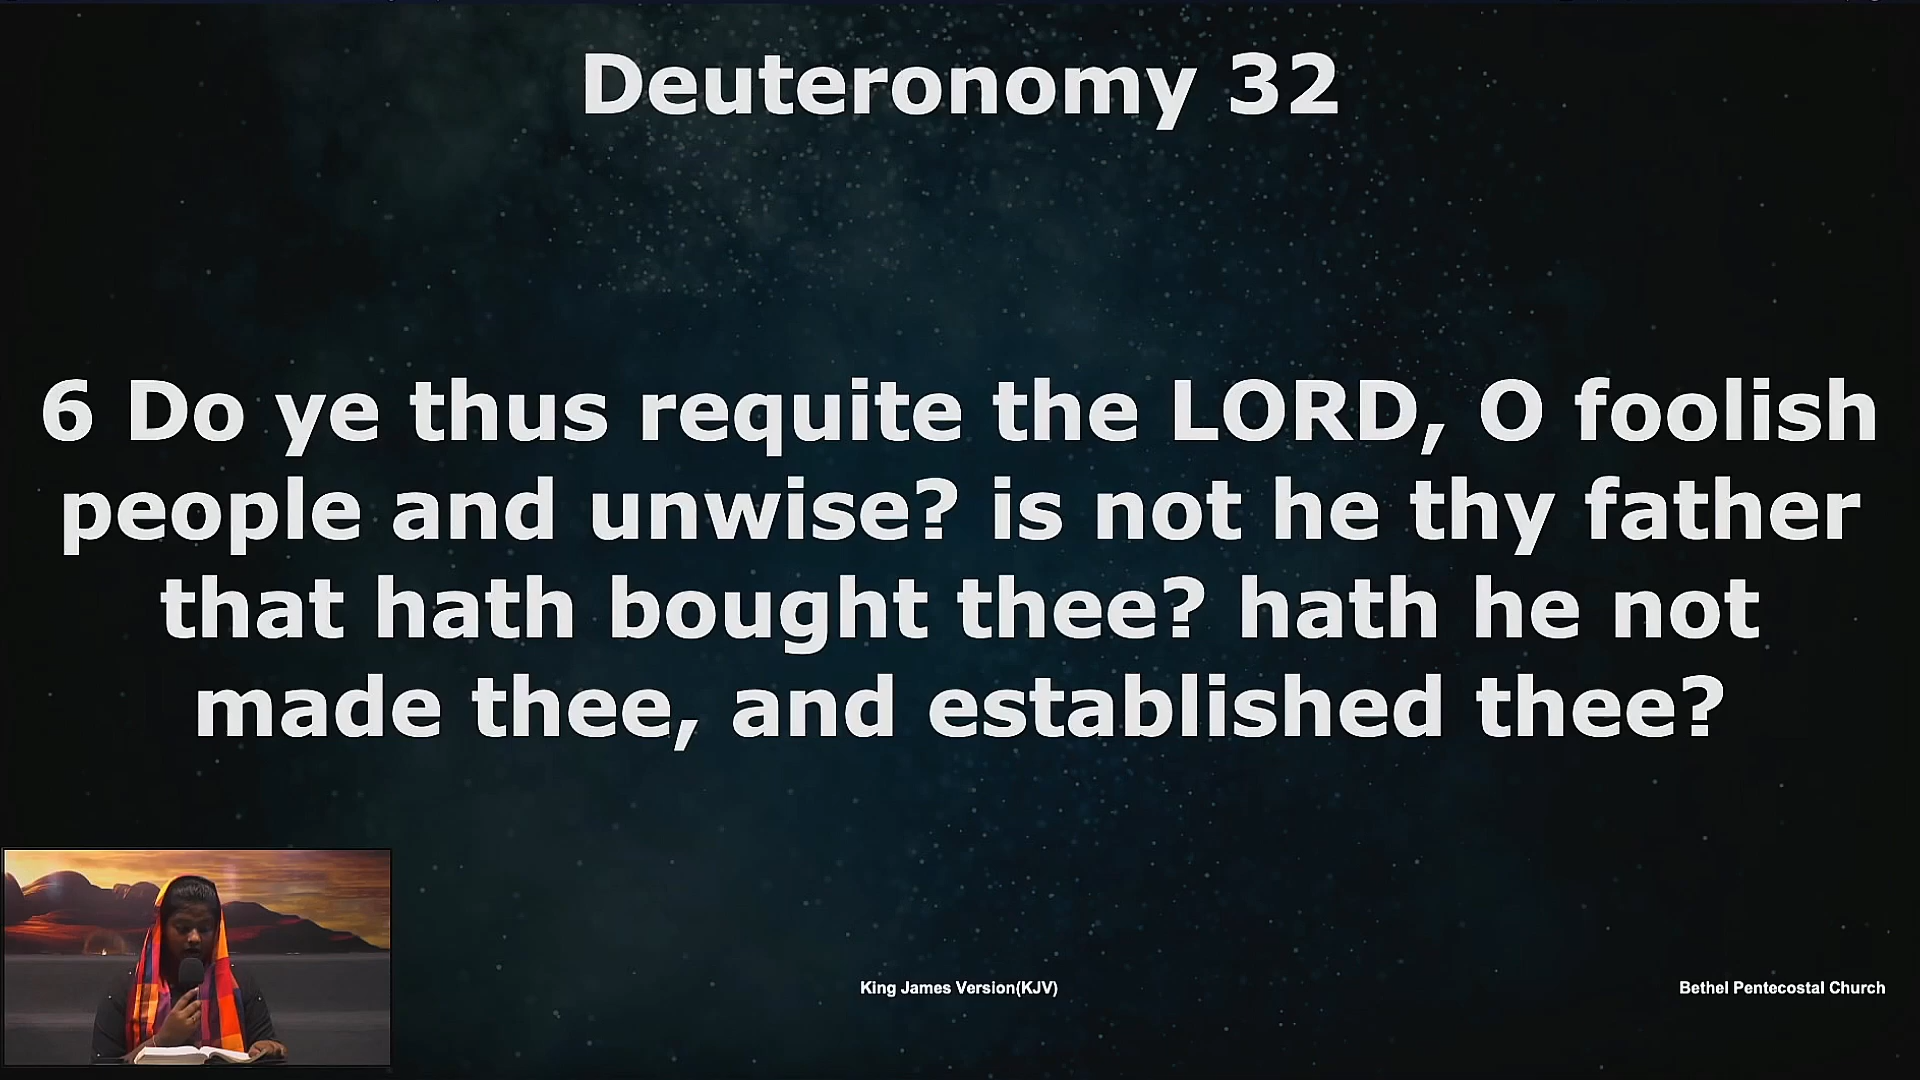 Deuteronomy 32
6 Do ye thus requite the LORD, O foolish
people and unwise? is not he thy father
that hath bought thee? hath he not
made thee, and established thee?
King James Version(KJV)
Bethel Pentecostal Church